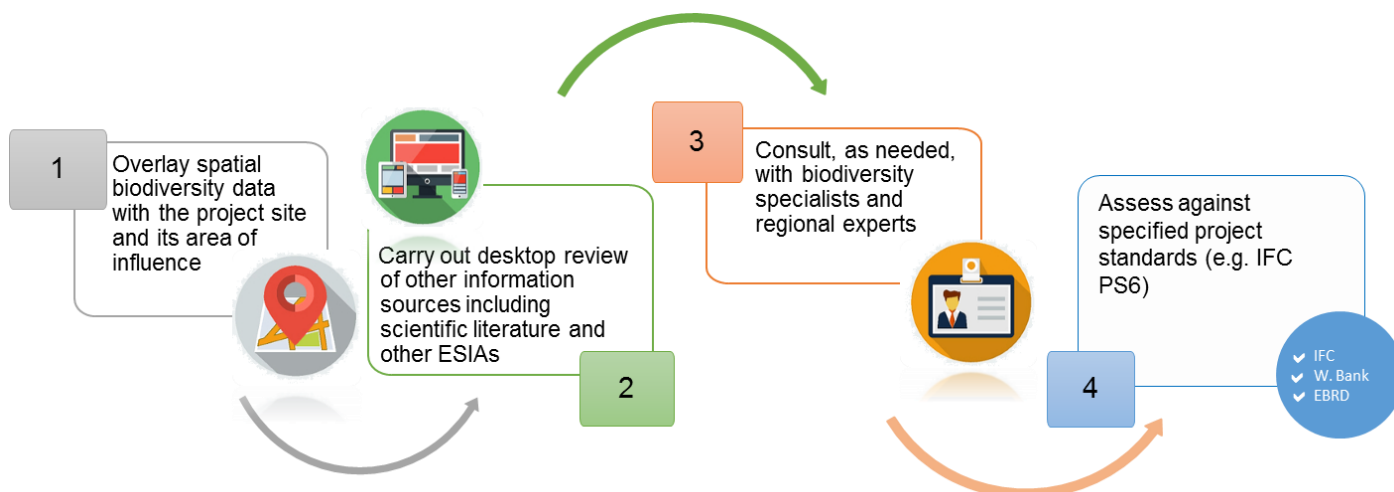 1
Overlay spatial
biodiversity data
with the project site
and its area of
influence
Carry out desktop review
of other information
sources including
scientific literature and
other ESIAs
2
3
Consult, as needed,
with biodiversity
specialists and
regional experts
Assess against
specified project
standards (e.g. IFC
PS6)
4
✓ IFC
✓ W. Bank
✓ EBRD